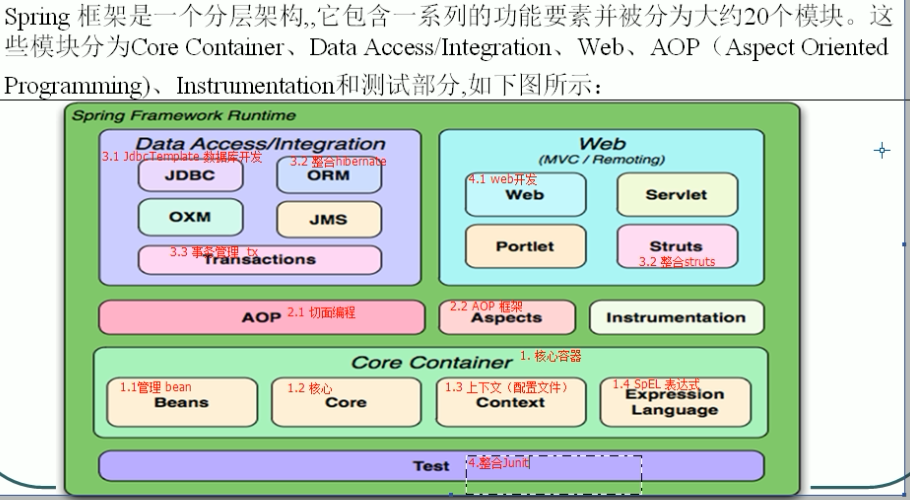 Spring 框架是一个分层架构,,它包含一系列的功能要素并被分为大约20个模块。这
些模块分为Core Container、Data Access/Integration、Web、AOP（Aspect Oriented
Programming)、Instrumentation和测试部分,如下图所示：
Spring Framework Runtime
Data Access/Integration
3.1 JdbcTemplate 数据库开发
3.2 整合hibernate
JDBC
ORM
OXM
JMS
3.3 事务管理 tx
Transactions
Web
(MVC / Remoting)
4.1 web开发
Web
Servlet
Portlet
Struts
3.2 整合struts
AOP 2.1 切面编程
2.2 AOP 框架
Aspects
Instrumentation
Core Container 1. 核心容器
1.1管理 bean
Beans
1.2 核心
Core
1.3 上下文（配置文件）
Context
1.4 SpEL 表达式
Expression
Language
Test 4.整合Junit